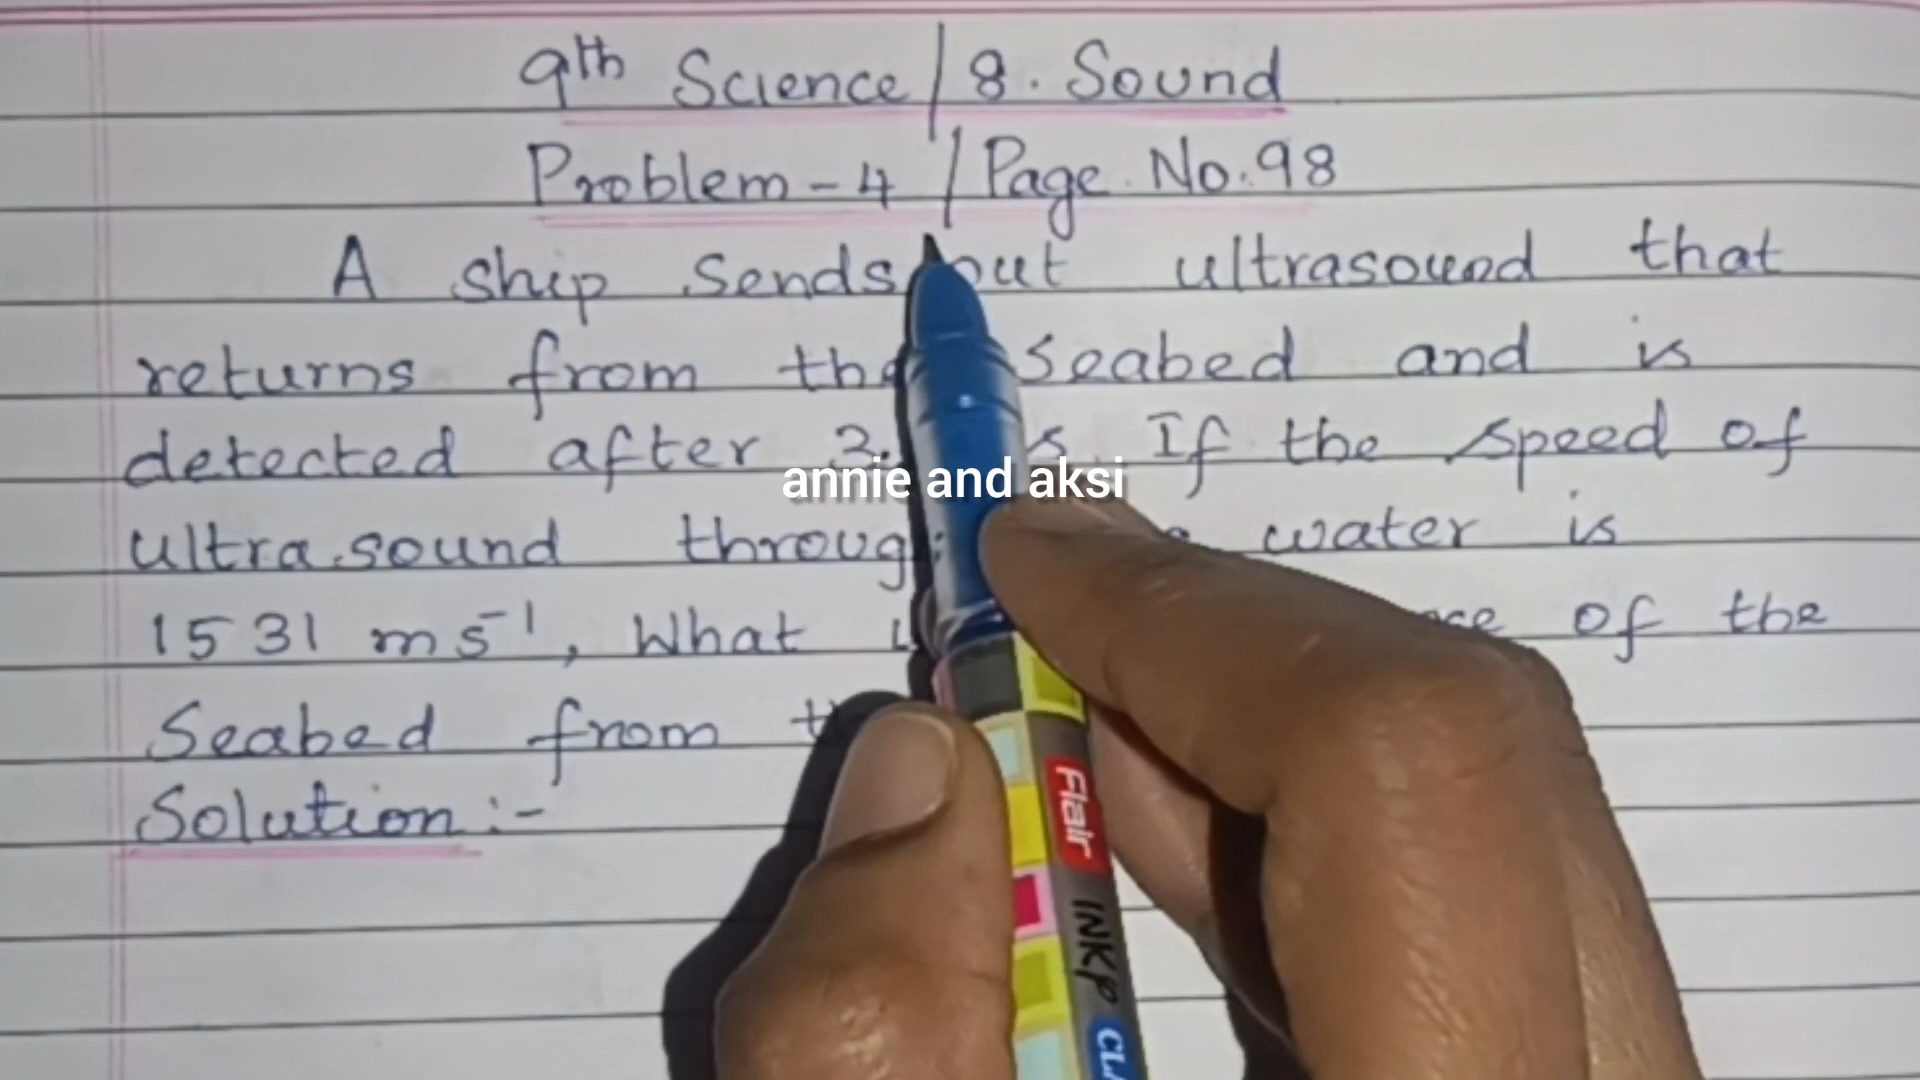 9th Science | 8. Sound
Problem - 4 | Page No. 98
A ship sends out ultrasound that
returns from the seabed and is
detected after 3. s. If the speed of
ultrasound water is
1531 ms-1, What of the
Seabed from
Solution :-
annie and aksi
Flair
INKp